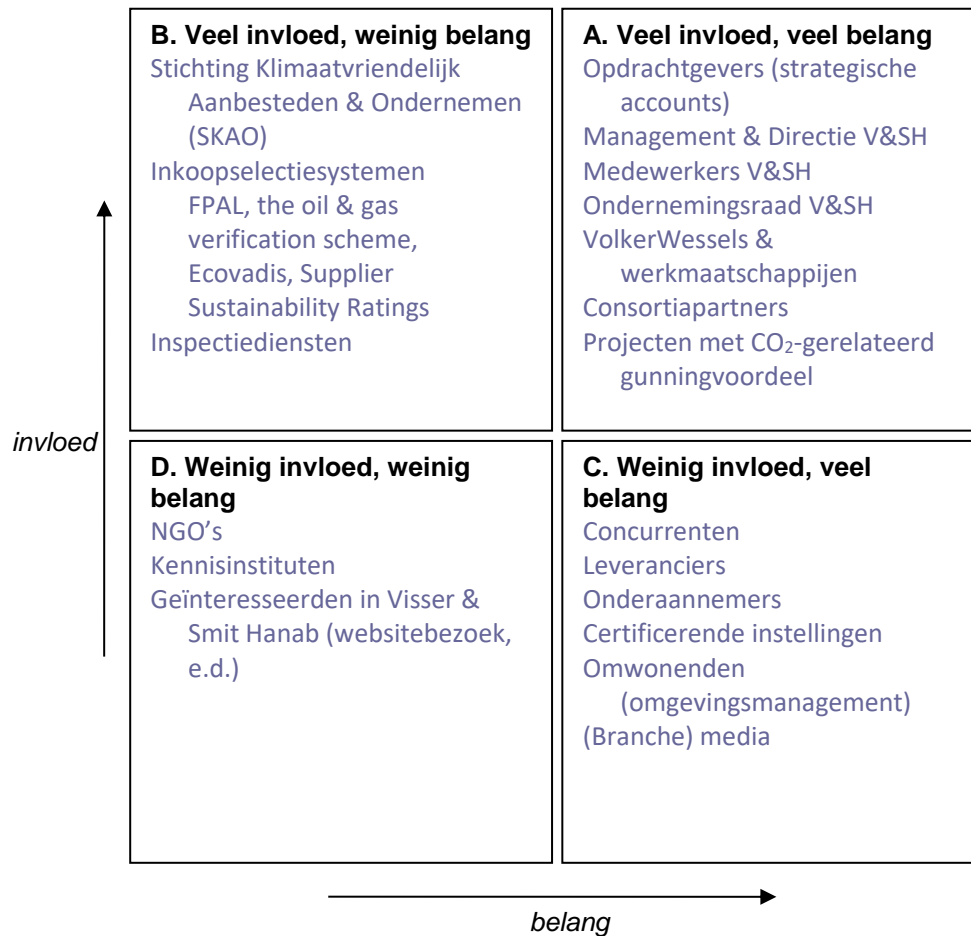 B. Veel invloed, weinig belang
Stichting Klimaatvriendelijk
Aanbesteden & Ondernemen
(SKAO)
Inkoopselectiesystemen
FPAL, the oil & gas
verification scheme,
Ecovadis, Supplier
Sustainability Ratings
Inspectiediensten
A. Veel invloed, veel belang
Opdrachtgevers (strategische
accounts)
Management & Directie V&SH
Medewerkers V&SH
Ondernemingsraad V&SH
VolkerWessels &
werkmaatschappijen
Consortiapartners
Projecten met CO₂-gerelateerd
gunningvoordeel
invloed
D. Weinig invloed, weinig
belang
NGO’s
Kennisinstituten
Geïnteresseerden in Visser &
Smit Hanab (websitebezoek,
e.d.)
C. Weinig invloed, veel
belang
Concurrenten
Leveranciers
Onderaannemers
Certificerende instellingen
Omwonenden
(omgevingsmanagement)
(Branche) media
belang